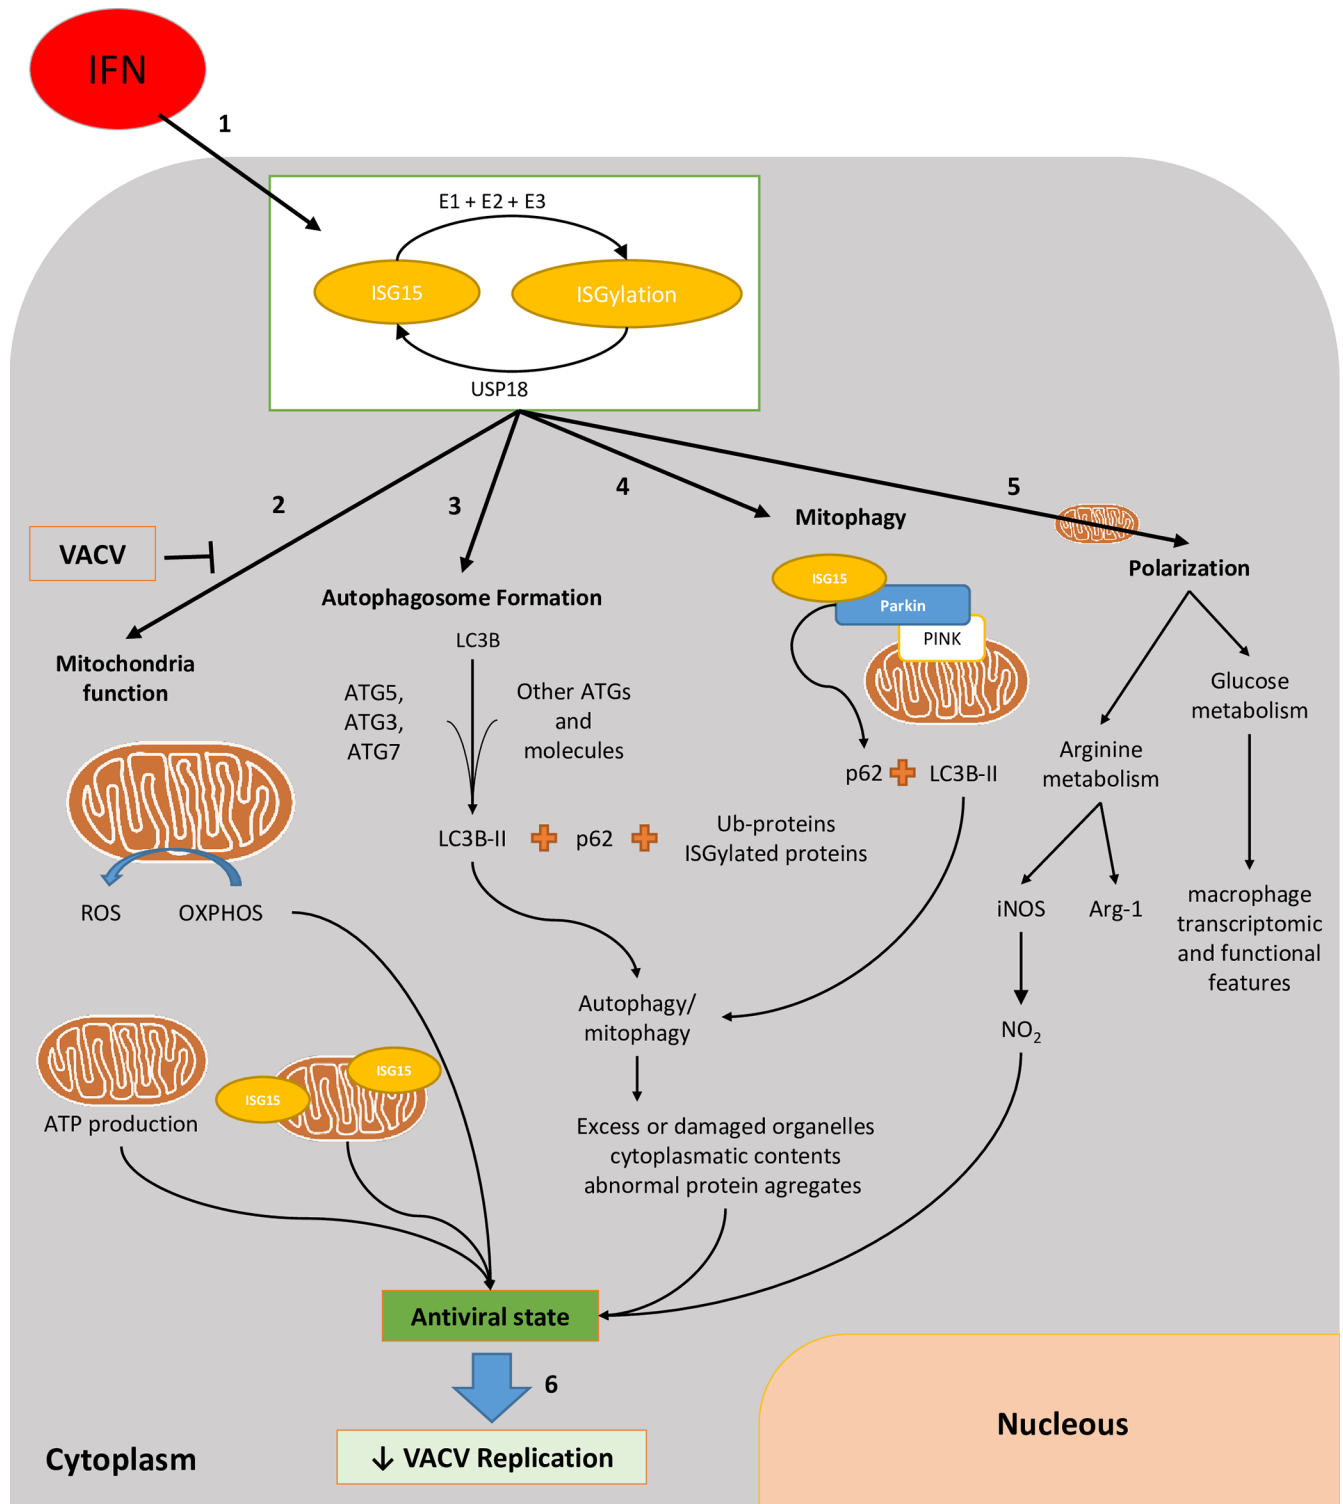 IFN
1
E1 + E2 + E3
ISG15
ISGylation
USP18
2
3
4
5
VACV
Mitophagy
Polarization
Autophagosome Formation
Mitochondria
function
ISG15
Parkin
PINK
LC3B
ATG5,
ATG3,
ATG7
Other ATGs
and
molecules
Glucose
metabolism
Arginine
metabolism
p62
LC3B-II
LC3B-II
p62
Ub-proteins
ISGylated proteins
ROS
OXPHOS
iNOS
Arg-1
macrophage
transcriptomic
and functional
features
Autophagy/
mitophagy
NO2
ISG15
ISG15
ATP production
Excess or damaged organelles
cytoplasmatic contents
abnormal protein agregates
Antiviral state
6
↓ VACV Replication
Cytoplasm
Nucleous